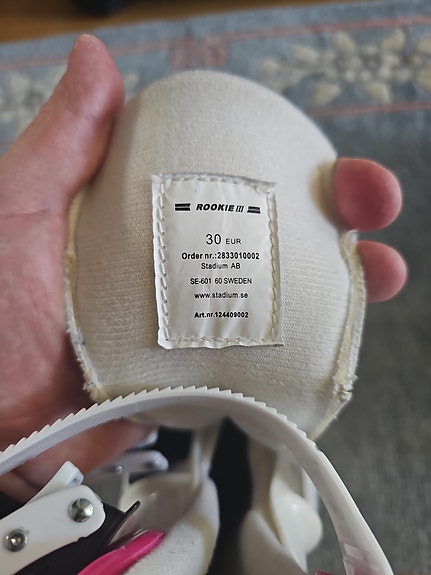 ROOKIE III
30 EUR
Order nr.:2833010002
Stadium AB
SE-601 60 SWEDEN
www.stadium.se
Art.nr.124409002